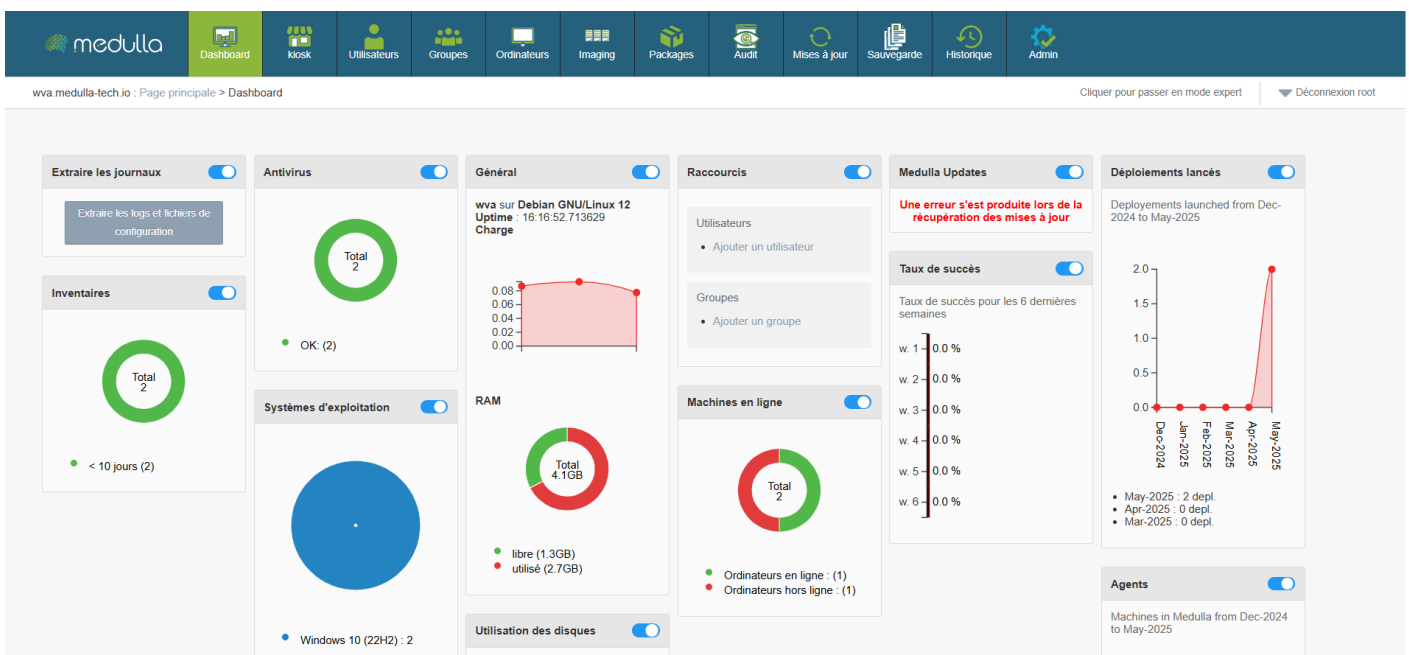 medulla
Dashboard
kiosk
Utilisateurs
Groupes
Ordinateurs
Imaging
Packages
Audit
Mises à jour
Sauvegarde
Historique
Admin
wva.medulla-tech.io : Page principale > Dashboard
Cliquer pour passer en mode expert
Déconnexion root
Extraire les journaux
Extraire les logs et fichiers de
configuration
Inventaires
Total
2
< 10 jours (2)
Antivirus
Total
2
OK: (2)
Systèmes d'exploitation
Windows 10 (22H2) : 2
Général
wva sur Debian GNU/Linux 12
Uptime : 16:16:52.713629
Charge
0.08
0.06
0.04
0.02
0.00
RAM
Total
4.1GB
libre (1.3GB)
utilisé (2.7GB)
Utilisation des disques
Raccourcis
Utilisateurs
Ajouter un utilisateur
Groupes
Ajouter un groupe
Machines en ligne
Total
2
Ordinateurs en ligne : (1)
Ordinateurs hors ligne : (1)
Medulla Updates
Une erreur s'est produite lors de la
récupération des mises à jour
Taux de succès
Taux de succès pour les 6 dernières
semaines
w. 1 0.0 %
w. 2 0.0 %
w. 3 0.0 %
w. 4 0.0 %
w. 5 0.0 %
w. 6 0.0 %
Déploiements lancés
Deployements launched from Dec-
2024 to May-2025
2.0
1.5
1.0
0.5
0.0
Dec-2024
Jan-2025
Feb-2025
Mar-2025
Apr-2025
May-2025
May-2025 : 2 depl.
Apr-2025 : 0 depl.
Mar-2025 : 0 depl.
Agents
Machines in Medulla from Dec-2024
to May-2025